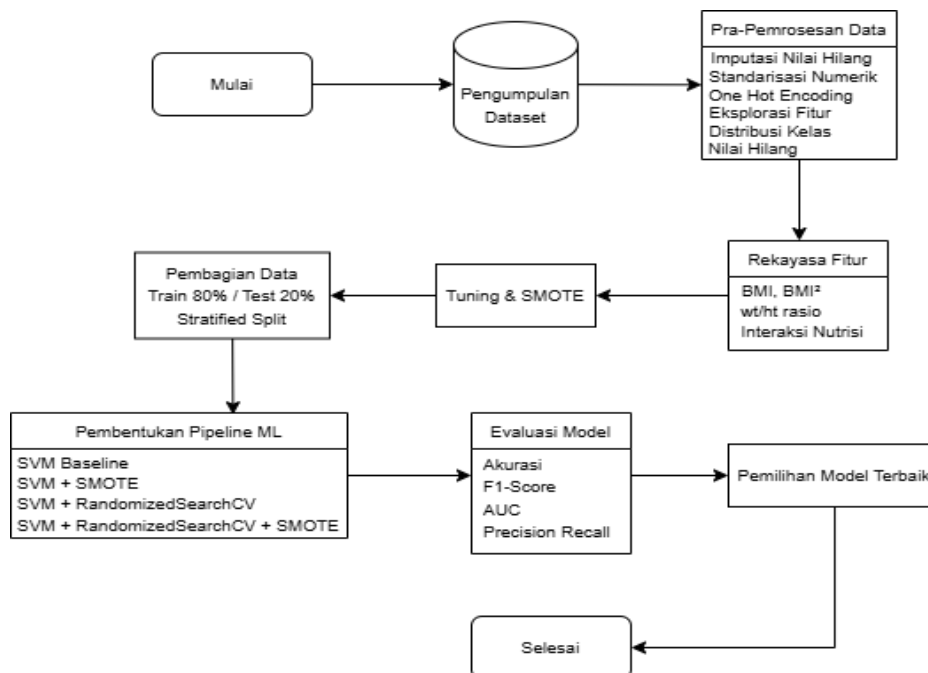 Mulai
Pengumpulan
Dataset
Pra-Pemrosesan Data
Imputasi Nilai Hilang
Standarisasi Numerik
One Hot Encoding
Eksplorasi Fitur
Distribusi Kelas
Nilai Hilang
Rekayasa Fitur
BMI, BMI²
wt/ht rasio
Interaksi Nutrisi
Tuning & SMOTE
Pembagian Data
Train 80% / Test 20%
Stratified Split
Pembentukan Pipeline ML
SVM Baseline
SVM + SMOTE
SVM + RandomizedSearchCV
SVM + RandomizedSearchCV + SMOTE
Evaluasi Model
Akurasi
F1-Score
AUC
Precision Recall
Pemilihan Model Terbaik
Selesai